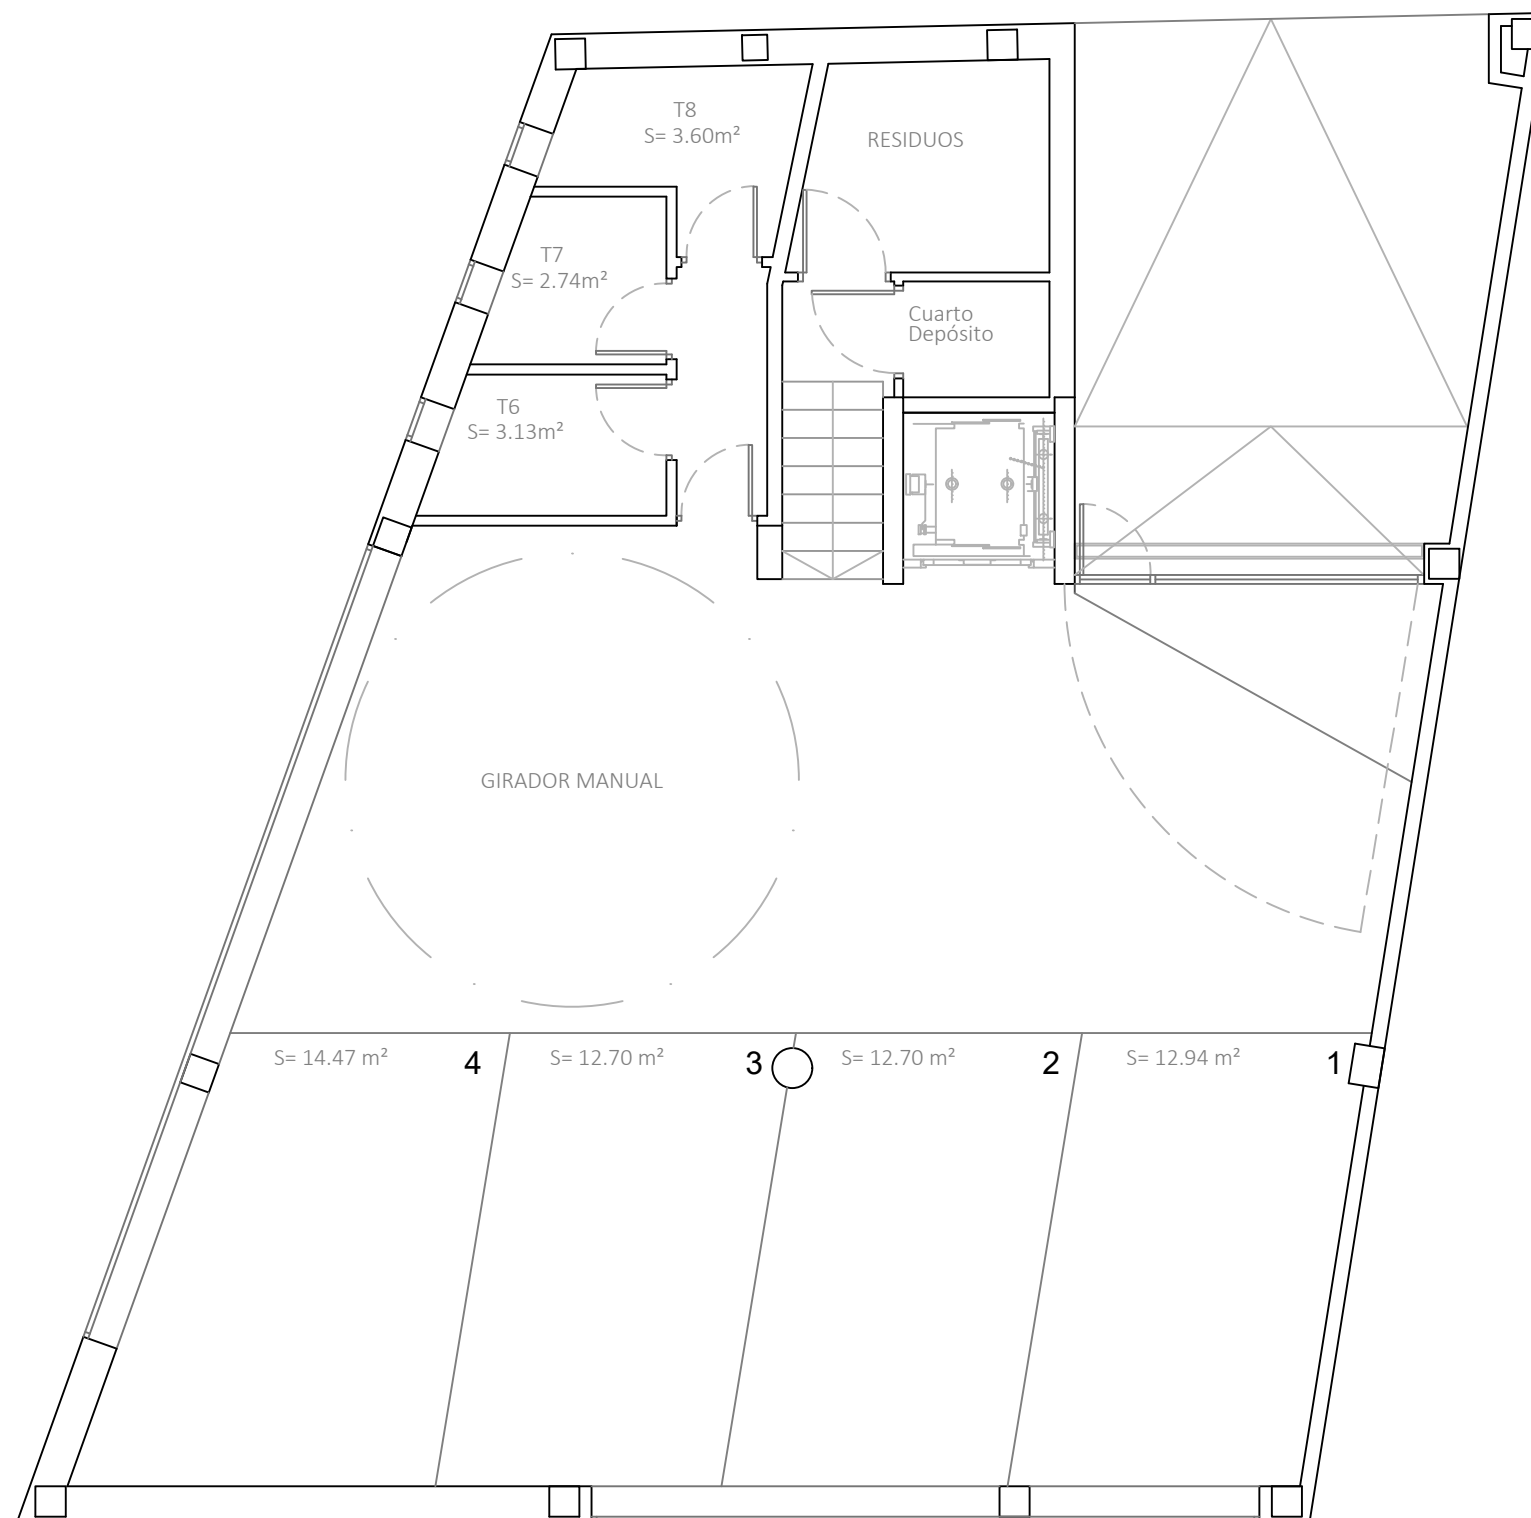 T8
S= 3.60m²
RESIDUOS
T7
S= 2.74m²
Cuarto
Depósito
T6
S= 3.13m²
GIRADOR MANUAL
S= 14.47 m² 4
S= 12.70 m² 3
S= 12.70 m² 2
S= 12.94 m² 1